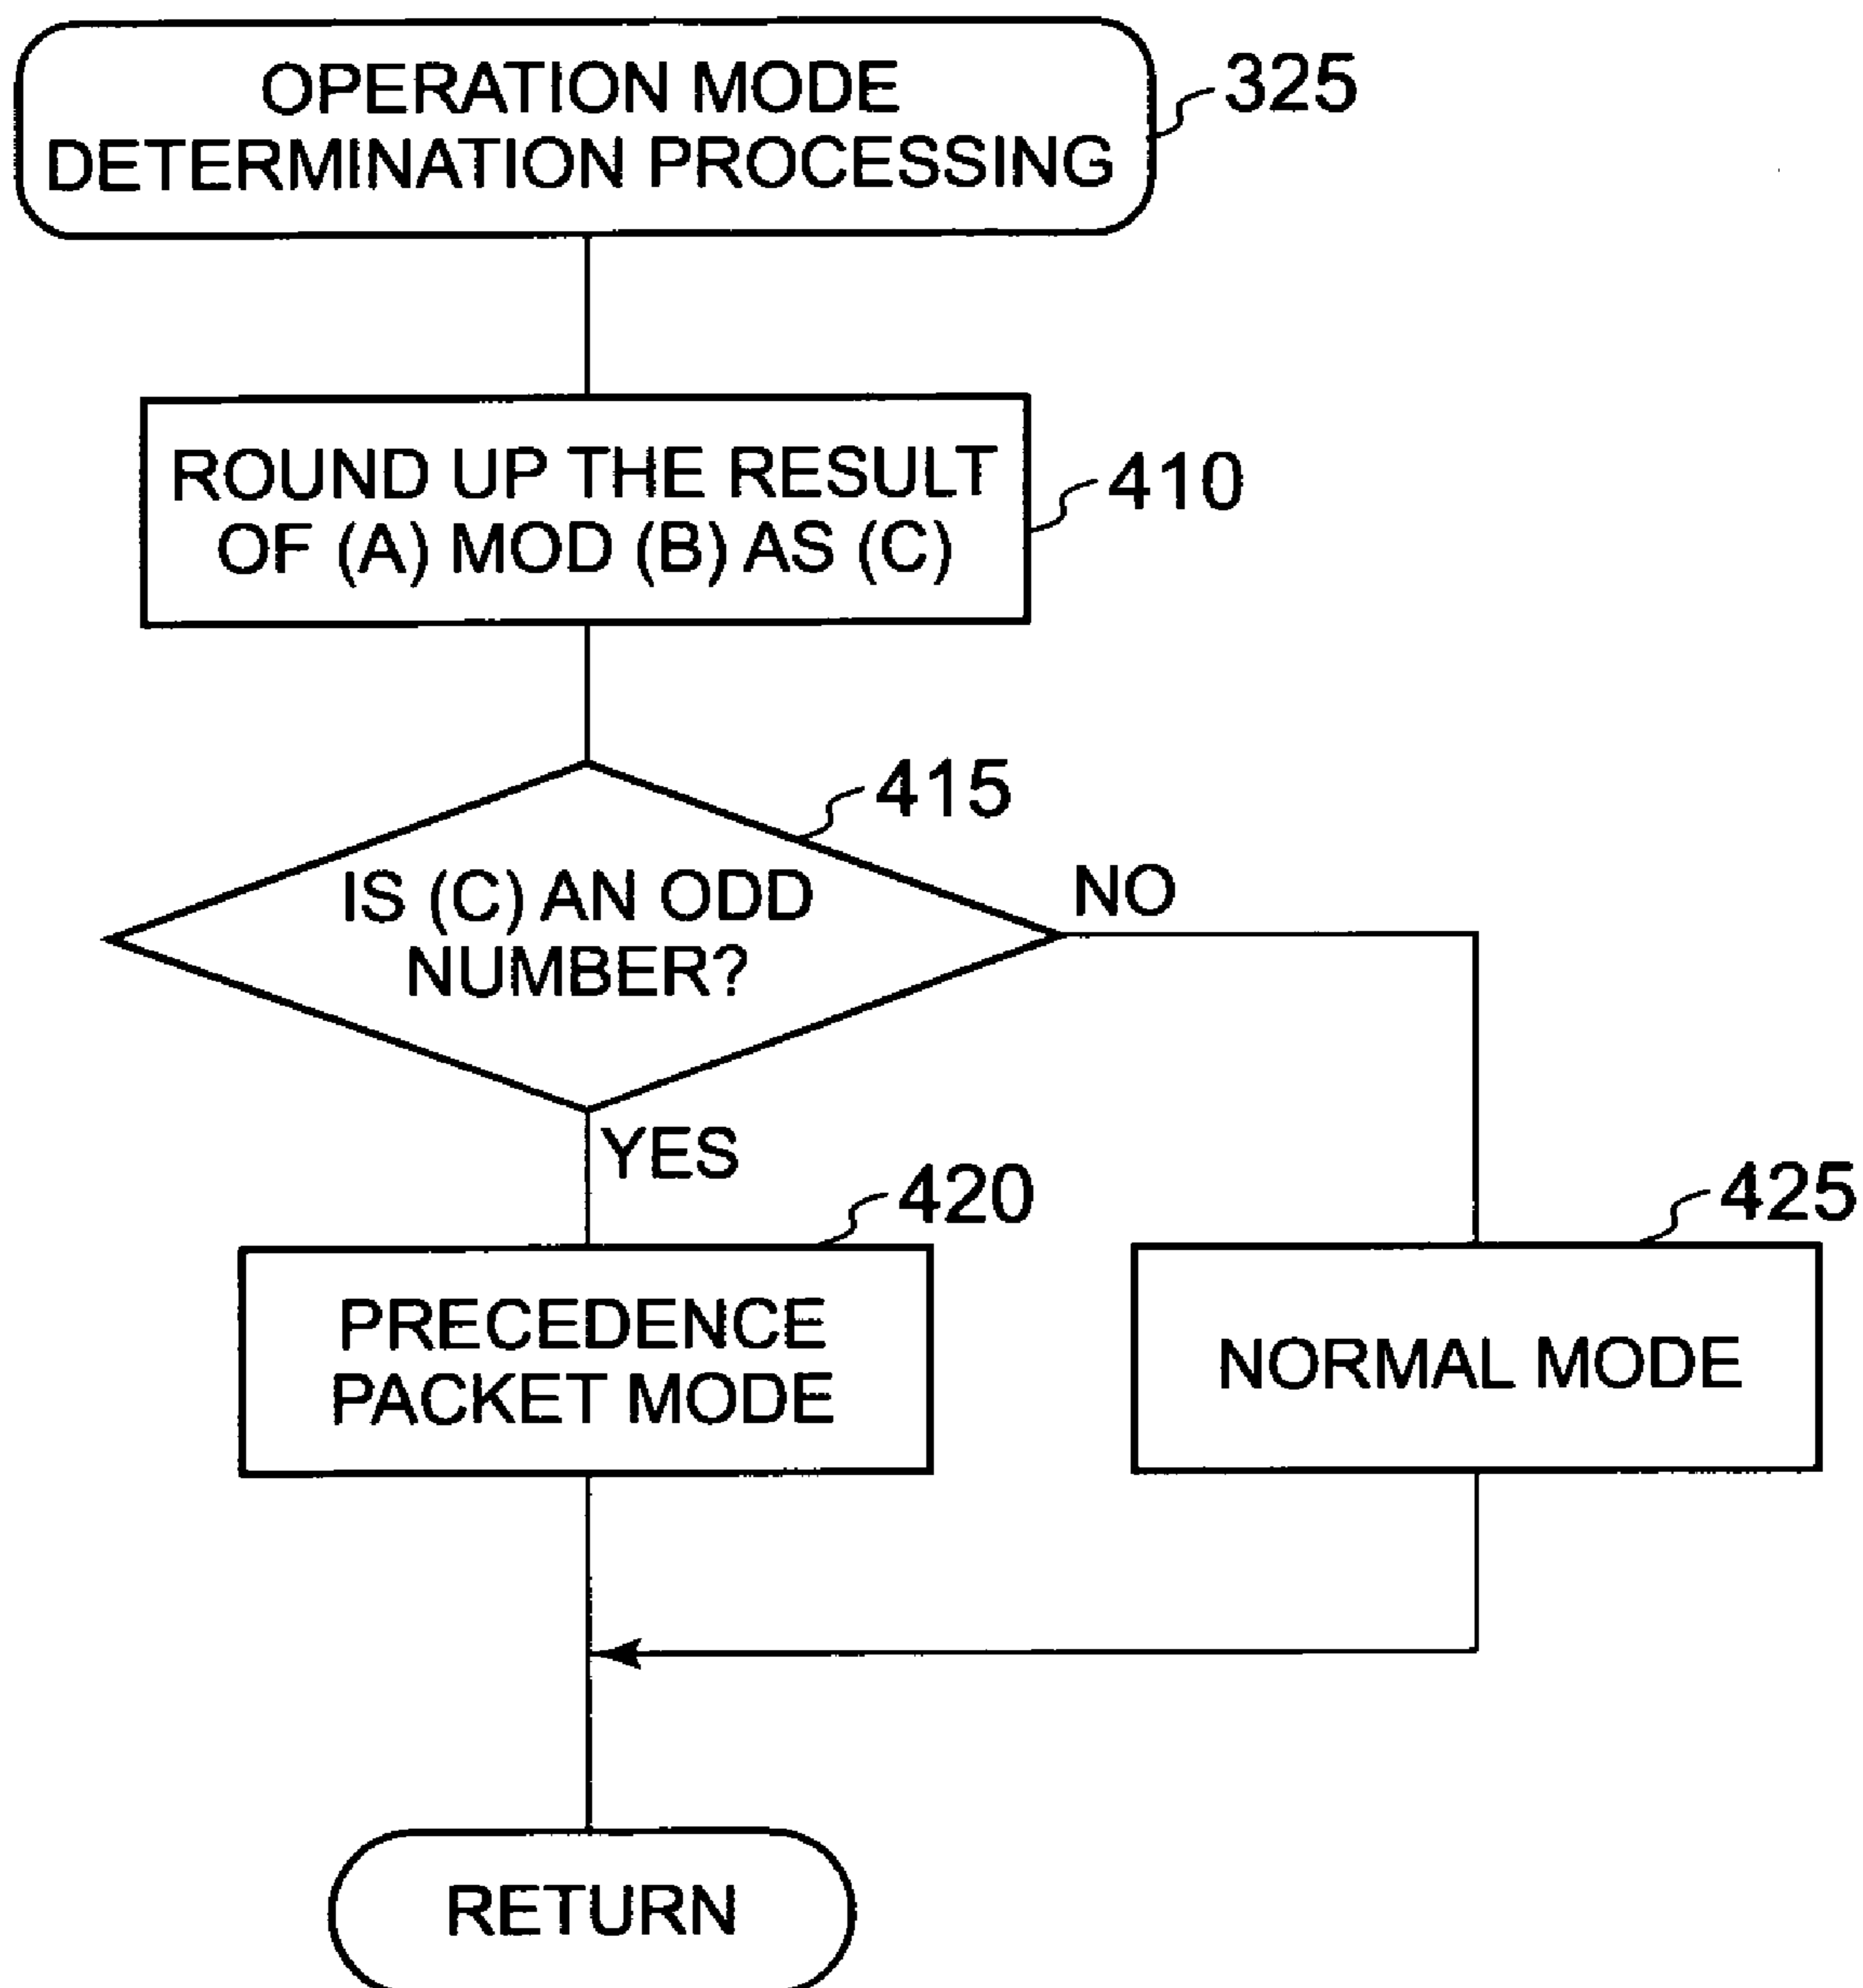 OPERATION MODE
DETERMINATION PROCESSING
325
ROUND UP THE RESULT
OF (A) MOD (B) AS (C)
410
415
IS (C) AN ODD
NUMBER?
NO
YES
420
425
PRECEDENCE
PACKET MODE
NORMAL MODE
RETURN